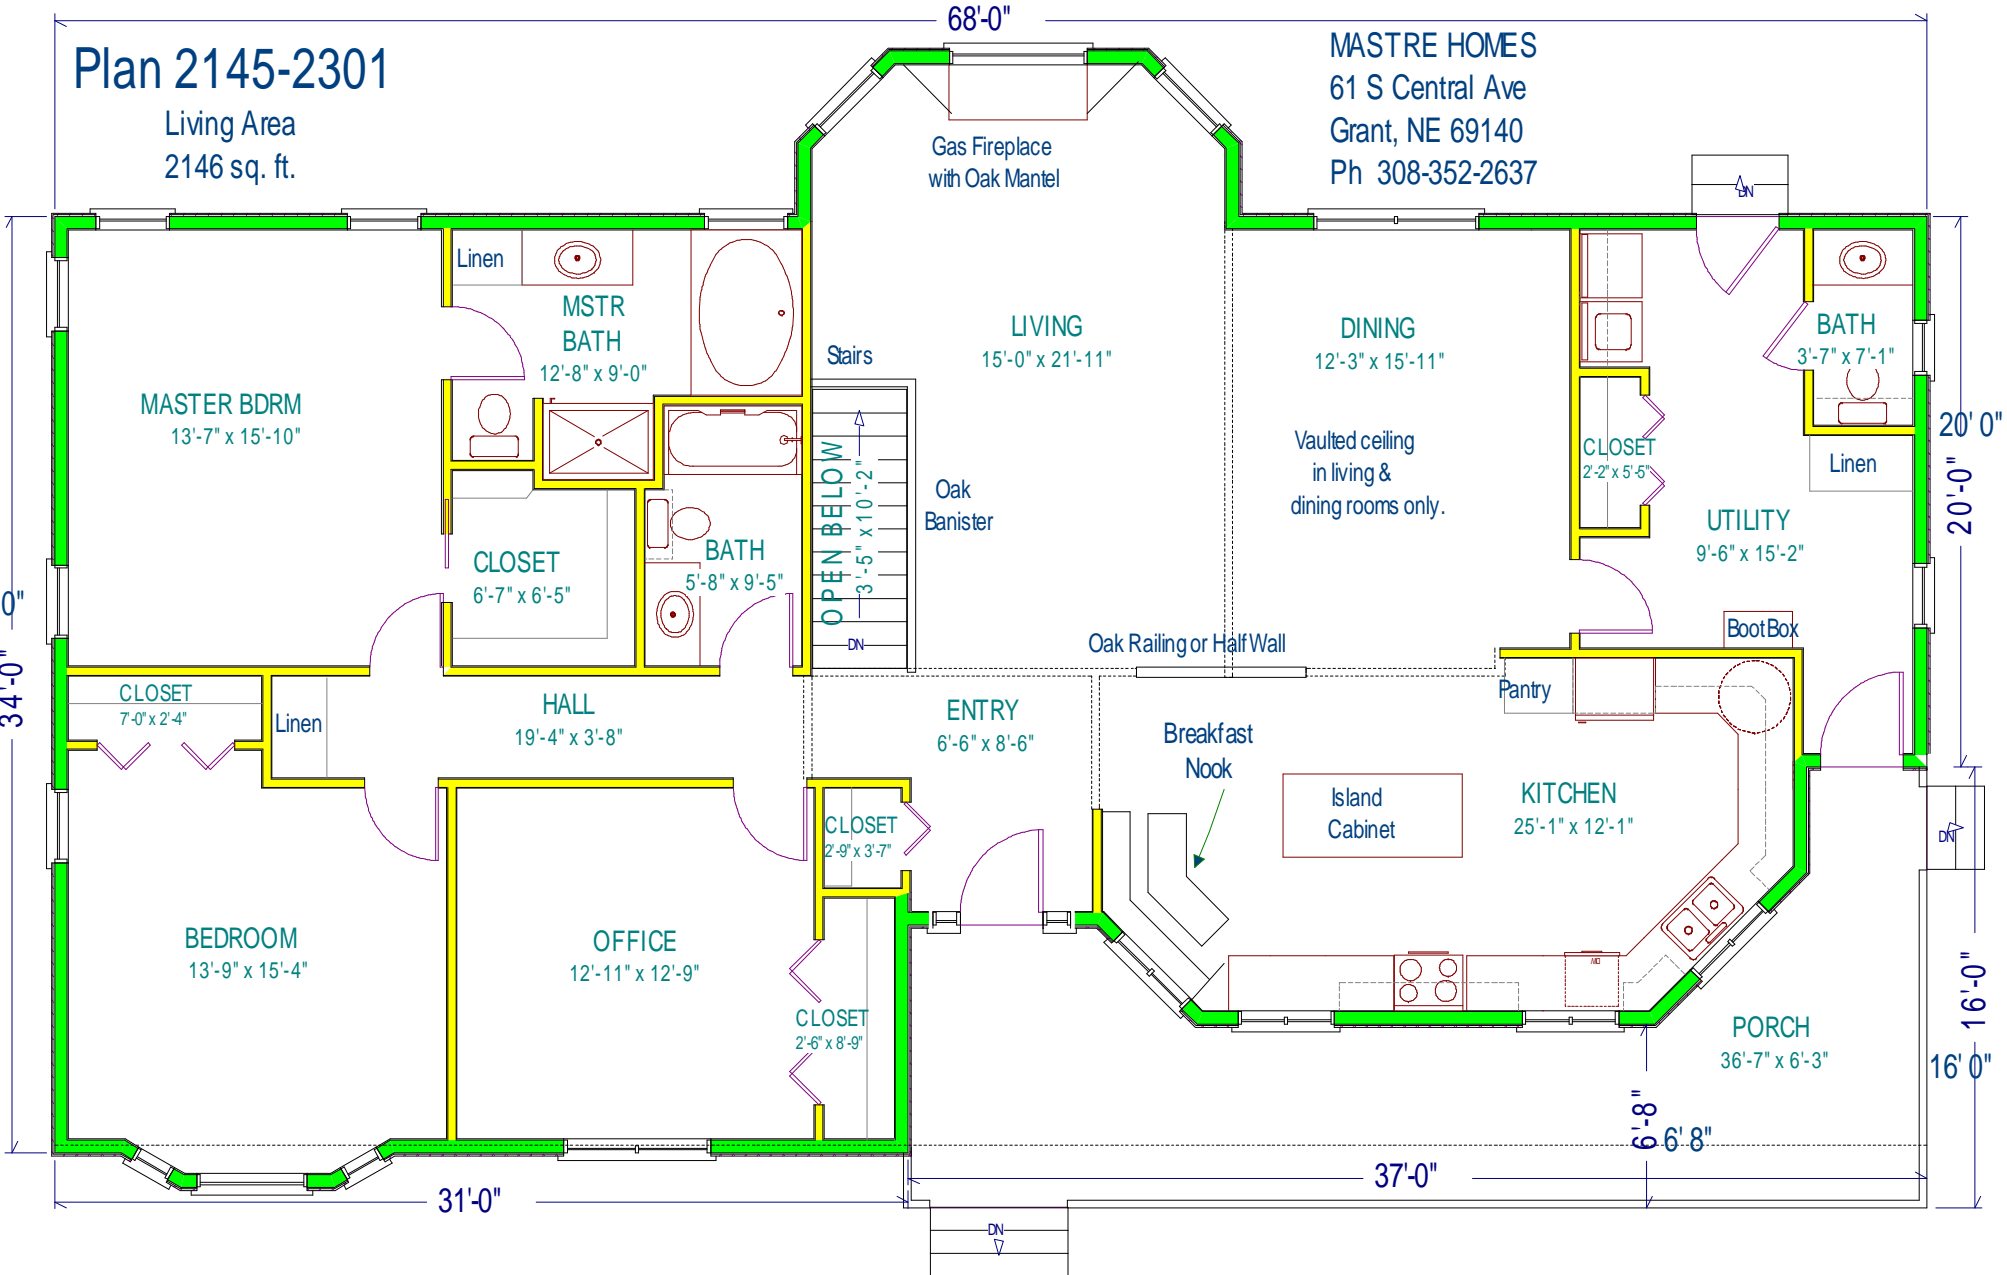 68'-0"
Plan 2145-2301
Living Area
2146 sq. ft.
MASTRE HOMES
61 S Central Ave
Grant, NE 69140
Ph 308-352-2637
Gas Fireplace
with Oak Mantel
DN
Linen
MSTR
BATH
12'-8" x 9'-0"
LIVING
15'-0" x 21'-11"
DINING
12'-3" x 15'-11"
BATH
3'-7" x 7'-1"
Stairs
MASTER BDRM
13'-7" x 15'-10"
20' 0"
20'-0"
Vaulted ceiling
in living &
dining rooms only.
CLOSET
2'-2" x 5'-5"
Linen
OPEN BELOW
3'-5" x 10'-2"
DN
Oak
Banister
UTILITY
9'-6" x 15'-2"
CLOSET
6'-7" x 6'-5"
BATH
5'-8" x 9'-5"
0"
34'-0"
Oak Railing or Half Wall
Boot Box
CLOSET
7'-0" x 2'-4"
Linen
HALL
19'-4" x 3'-8"
ENTRY
6'-6" x 8'-6"
Pantry
Breakfast
Nook
Island
Cabinet
KITCHEN
25'-1" x 12'-1"
CLOSET
2'-9" x 3'-7"
DN
BEDROOM
13'-9" x 15'-4"
OFFICE
12'-11" x 12'-9"
DW
CLOSET
2'-6" x 8'-9"
PORCH
36'-7" x 6'-3"
16'-0"
16' 0"
6'-8"
6' 8"
37'-0"
31'-0"
DN